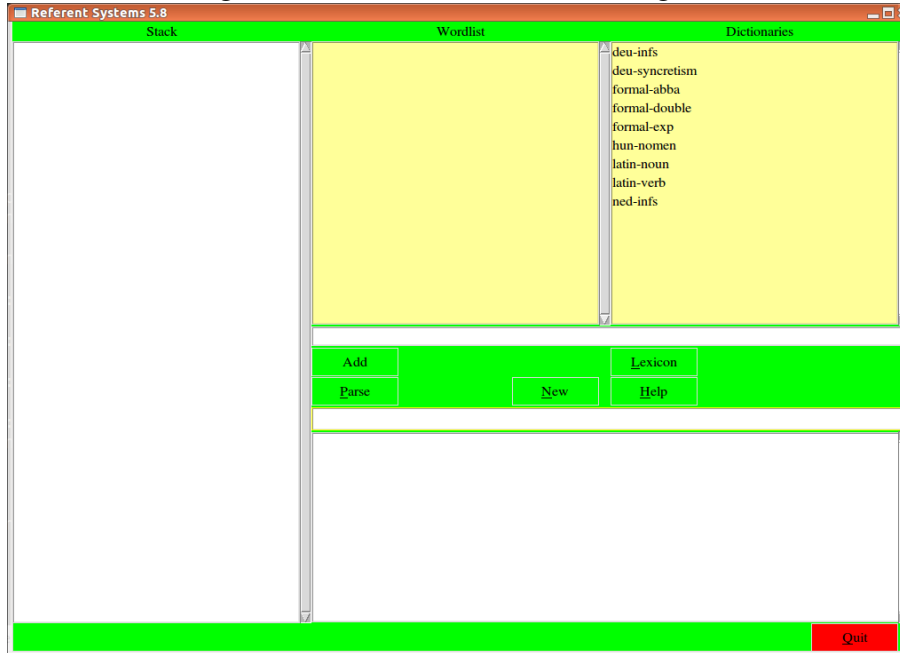 Referent Systems 5.8
Stack Wordlist Dictionaries
deu-infs
deu-syncretism
formal-abba
formal-double
formal-exp
hun-nomen
latin-noun
latin-verb
ned-infs
Add Lexicon
Parse New Help
Quit